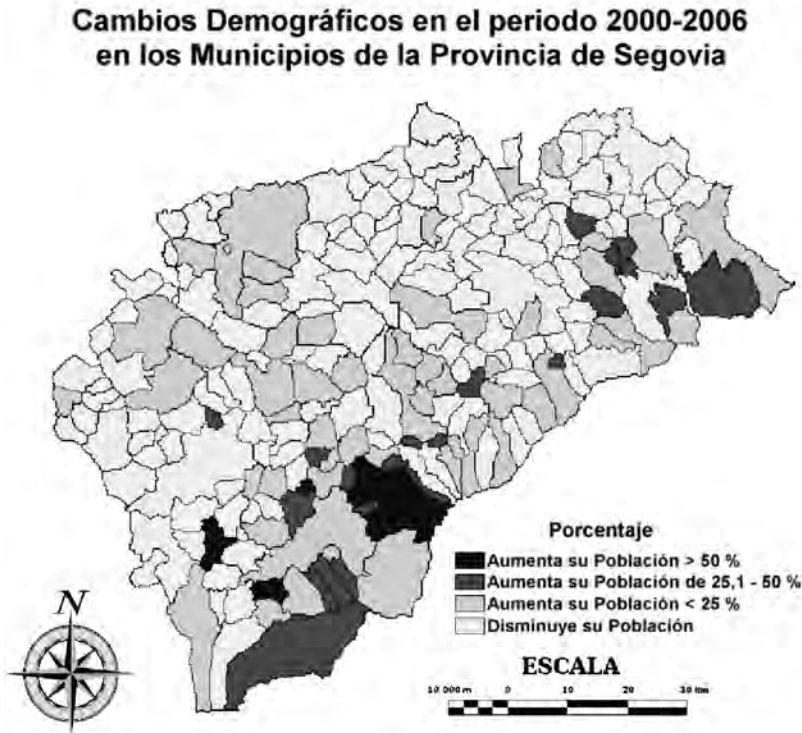 Cambios Demográficos en el periodo 2000-2006
en los Municipios de la Provincia de Segovia
Porcentaje
Aumenta su Población > 50 %
Aumenta su Población de 25,1 - 50 %
Aumenta su Población < 25 %
Disminuye su Población
N
ESCALA
10 000 m 0 10 20 30 km